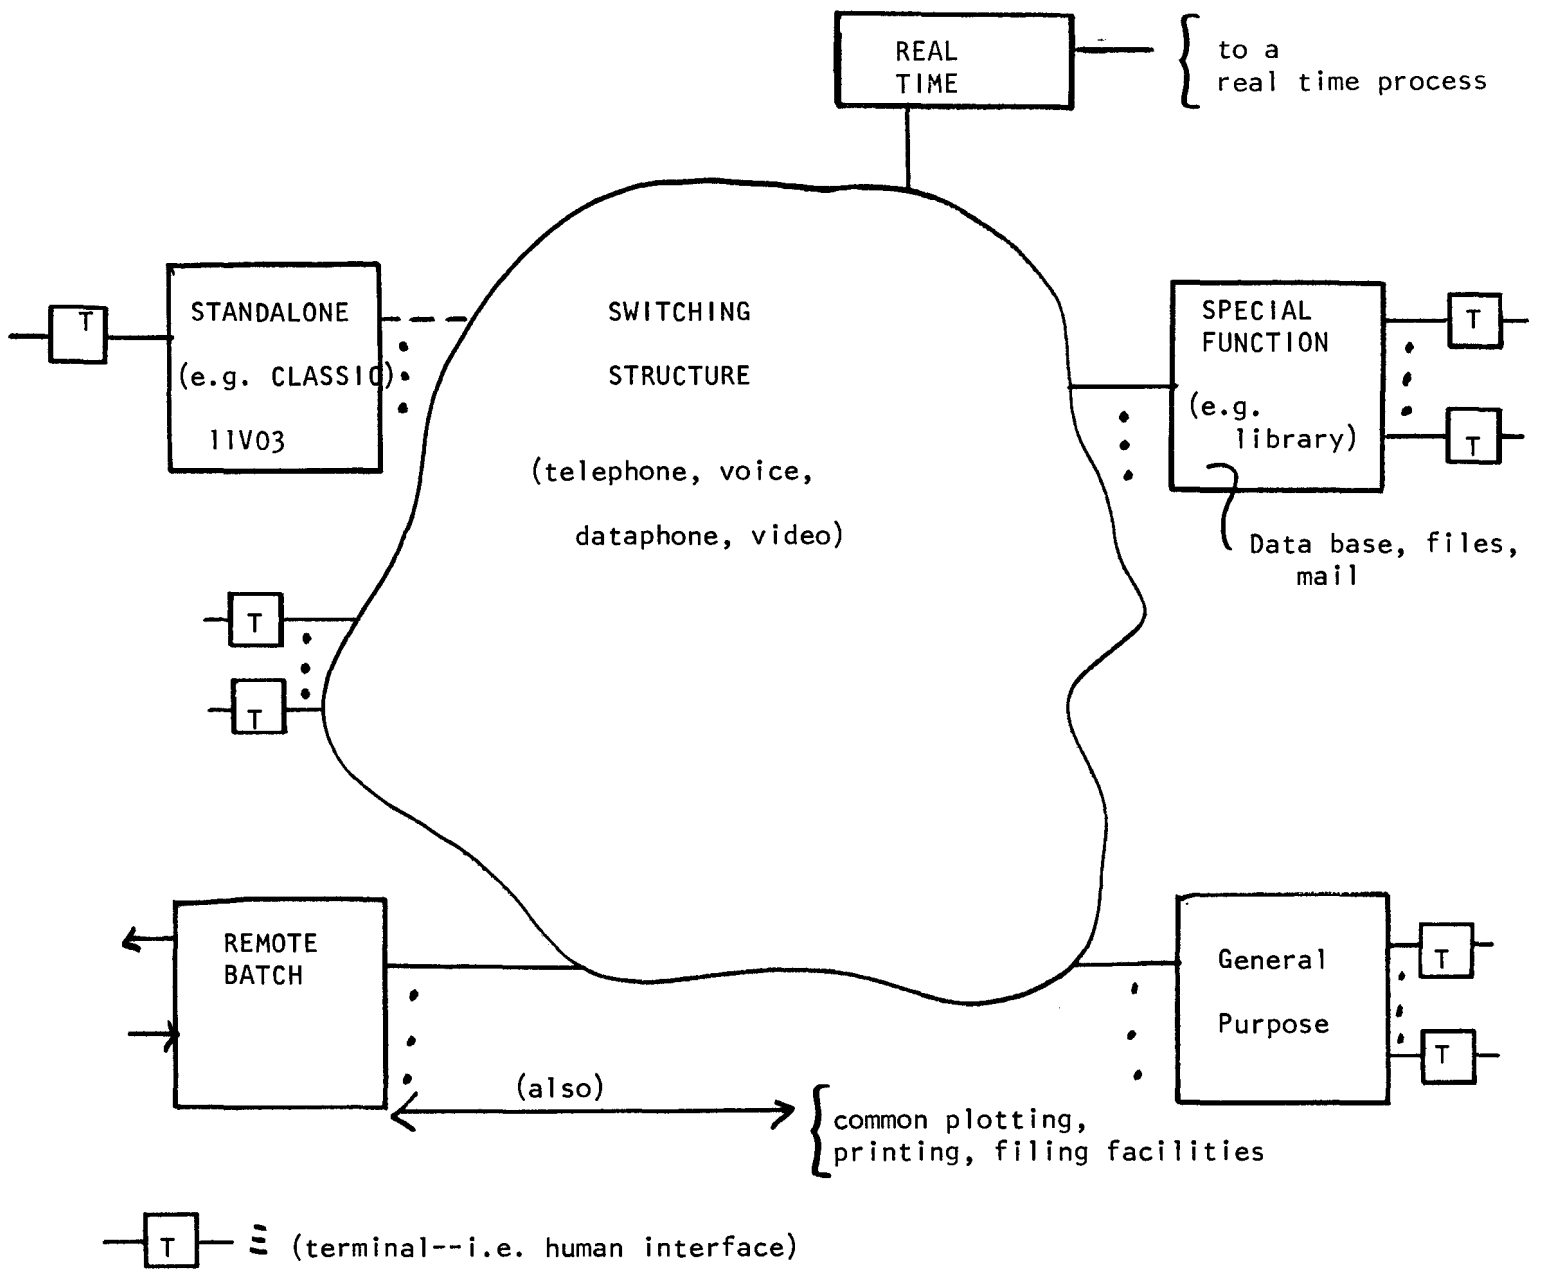 REAL
TIME
to a
real time process
T
STANDALONE
(e.g. CLASSIC)
11V03
SWITCHING
STRUCTURE
(telephone, voice,
dataphone, video)
SPECIAL
FUNCTION
(e.g.
library)
T
T
Data base, files,
mail
T
T
REMOTE
BATCH
General
Purpose
T
T
(also)
common plotting,
printing, filing facilities
T ≡ (terminal--i.e. human interface)